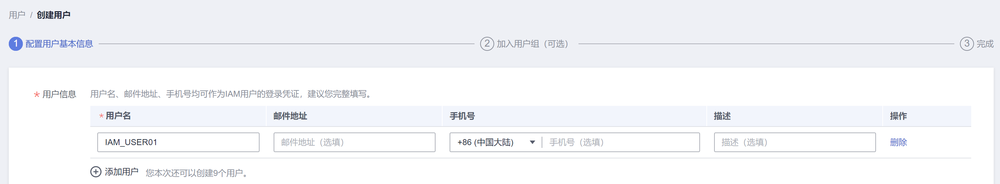 用户 / 创建用户
1 配置用户基本信息 2 加入用户组（可选） 3 完成
* 用户信息 用户名、邮件地址、手机号均可作为IAM用户的登录凭证，建议您完整填写。
* 用户名 邮件地址 手机号 描述 操作
IAM_USER01 邮件地址（选填） +86 (中国大陆) 手机号（选填） 描述（选填） 删除
添加用户 您本次还可以创建9个用户。